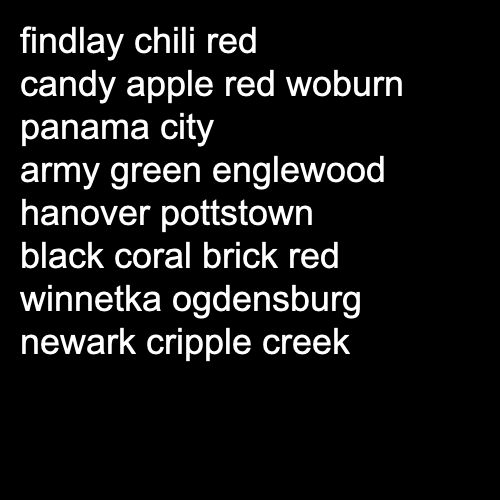 findlay chili red
candy apple red woburn
panama city
army green englewood
hanover pottstown
black coral brick red
winnetka ogdensburg
newark cripple creek